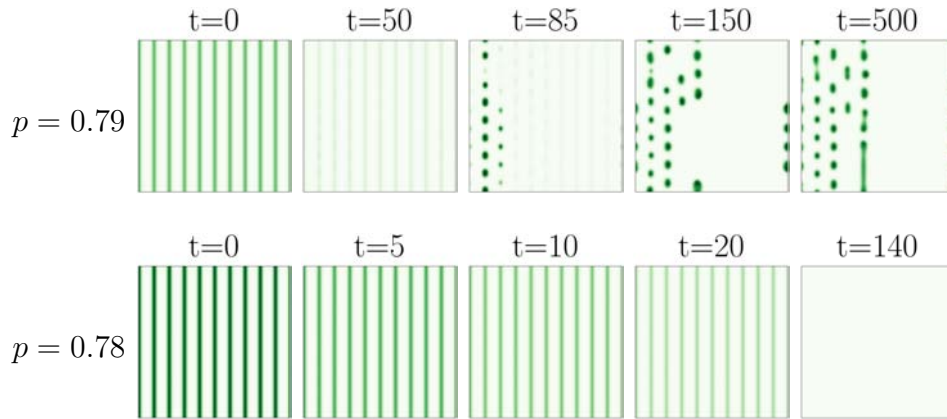 t=0 t=50 t=85 t=150 t=500
p = 0.79
t=0 t=5 t=10 t=20 t=140
p = 0.78